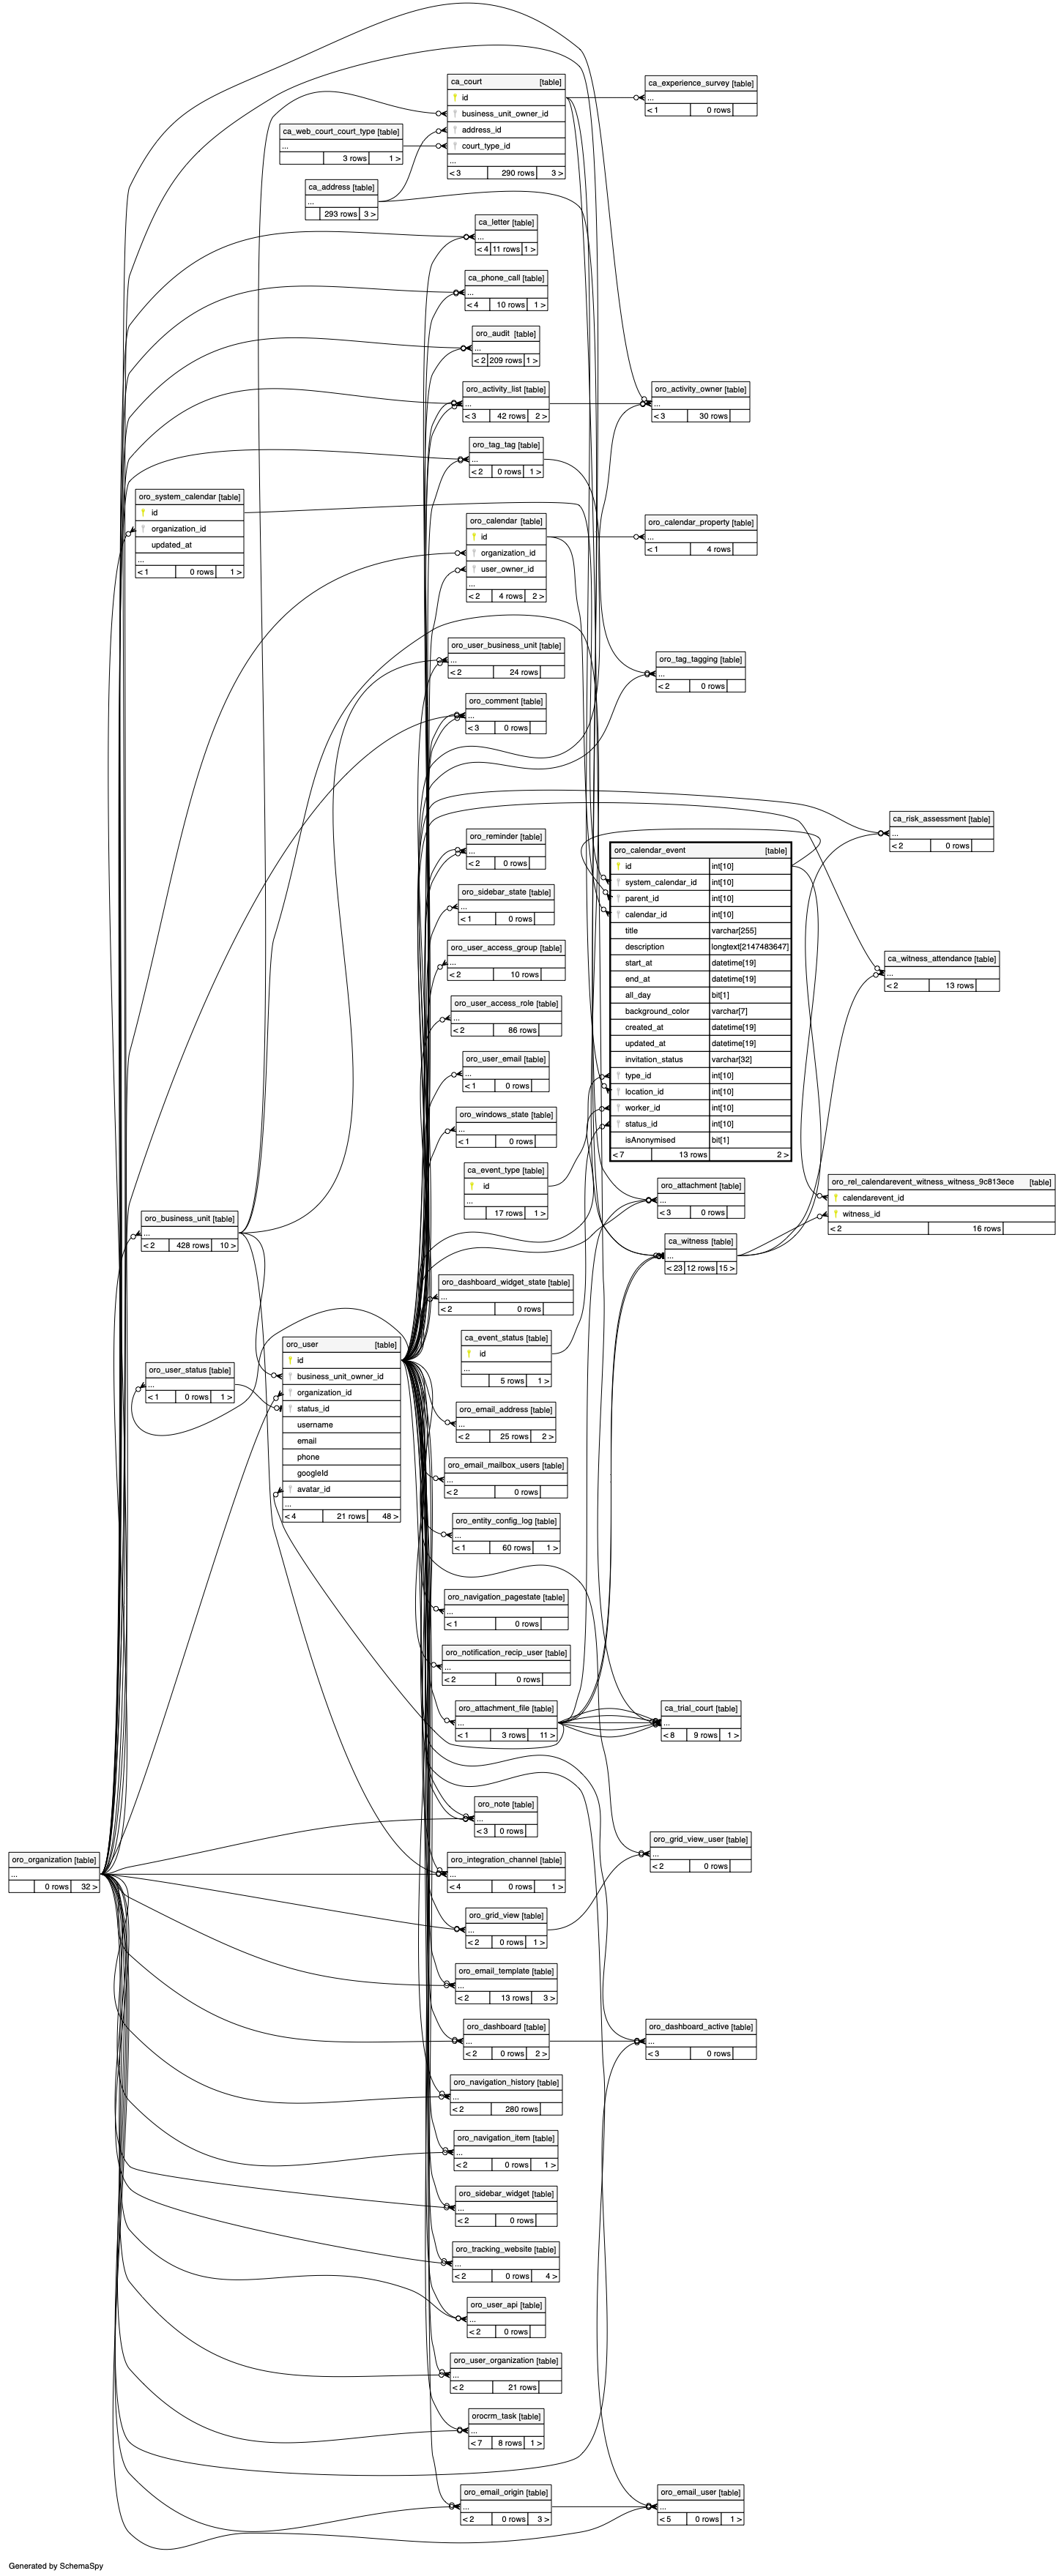 ca_court [table]
id
business_unit_owner_id
address_id
court_type_id
...
< 3 290 rows 3 >
ca_experience_survey [table]
...
< 1 0 rows
ca_web_court_court_type [table]
...
3 rows 1 >
ca_address [table]
...
293 rows 3 >
ca_letter [table]
...
< 4 11 rows 1 >
ca_phone_call [table]
...
< 4 10 rows 1 >
oro_audit [table]
...
< 2 209 rows 1 >
oro_activity_list [table]
...
< 3 42 rows 2 >
oro_activity_owner [table]
...
< 3 30 rows
oro_tag_tag [table]
...
< 2 0 rows 1 >
oro_system_calendar [table]
id
organization_id
updated_at
...
< 1 0 rows 1 >
oro_calendar [table]
id
organization_id
user_owner_id
...
< 2 4 rows 2 >
oro_calendar_property [table]
...
< 1 4 rows
oro_user_business_unit [table]
...
< 2 24 rows
oro_tag_tagging [table]
...
< 2 0 rows
oro_comment [table]
...
< 3 0 rows
ca_risk_assessment [table]
...
< 2 0 rows
oro_reminder [table]
...
< 2 0 rows
oro_calendar_event [table]
id int[10]
system_calendar_id int[10]
parent_id int[10]
calendar_id int[10]
title varchar[255]
description longtext[2147483647]
start_at datetime[19]
end_at datetime[19]
all_day bit[1]
background_color varchar[7]
created_at datetime[19]
updated_at datetime[19]
invitation_status varchar[32]
type_id int[10]
location_id int[10]
worker_id int[10]
status_id int[10]
isAnonymised bit[1]
< 7 13 rows 2 >
oro_sidebar_state [table]
...
< 1 0 rows
oro_user_access_group [table]
...
< 2 10 rows
ca_witness_attendance [table]
...
< 2 13 rows
oro_user_access_role [table]
...
< 2 86 rows
oro_user_email [table]
...
< 1 0 rows
oro_windows_state [table]
...
< 1 0 rows
ca_event_type [table]
id
...
17 rows 1 >
oro_attachment [table]
...
< 3 0 rows
oro_rel_calendarevent_witness_witness_9c813ece [table]
calendarevent_id
witness_id
< 2 16 rows
oro_business_unit [table]
...
< 2 428 rows 10 >
ca_witness [table]
...
< 23 12 rows 15 >
oro_dashboard_widget_state [table]
...
< 2 0 rows
oro_user [table]
id
business_unit_owner_id
organization_id
status_id
username
email
phone
googleId
avatar_id
...
< 4 21 rows 48 >
ca_event_status [table]
id
...
5 rows 1 >
oro_user_status [table]
...
< 1 0 rows 1 >
oro_email_address [table]
...
< 2 25 rows 2 >
oro_email_mailbox_users [table]
...
< 2 0 rows
oro_entity_config_log [table]
...
< 1 60 rows 1 >
oro_navigation_pagestate [table]
...
< 1 0 rows
oro_notification_recip_user [table]
...
< 2 0 rows
oro_attachment_file [table]
...
< 1 3 rows 11 >
ca_trial_court [table]
...
< 8 9 rows 1 >
oro_note [table]
...
< 3 0 rows
oro_grid_view_user [table]
...
< 2 0 rows
oro_organization [table]
...
0 rows 32 >
oro_integration_channel [table]
...
< 4 0 rows 1 >
oro_grid_view [table]
...
< 2 0 rows 1 >
oro_email_template [table]
...
< 2 13 rows 3 >
oro_dashboard [table]
...
< 2 0 rows 2 >
oro_dashboard_active [table]
...
< 3 0 rows
oro_navigation_history [table]
...
< 2 280 rows
oro_navigation_item [table]
...
< 2 0 rows 1 >
oro_sidebar_widget [table]
...
< 2 0 rows
oro_tracking_website [table]
...
< 2 0 rows 4 >
oro_user_api [table]
...
< 2 0 rows
oro_user_organization [table]
...
< 2 21 rows
orocrm_task [table]
...
< 7 8 rows 1 >
oro_email_origin [table]
...
< 2 0 rows 3 >
oro_email_user [table]
...
< 5 0 rows 1 >
Generated by SchemaSpy